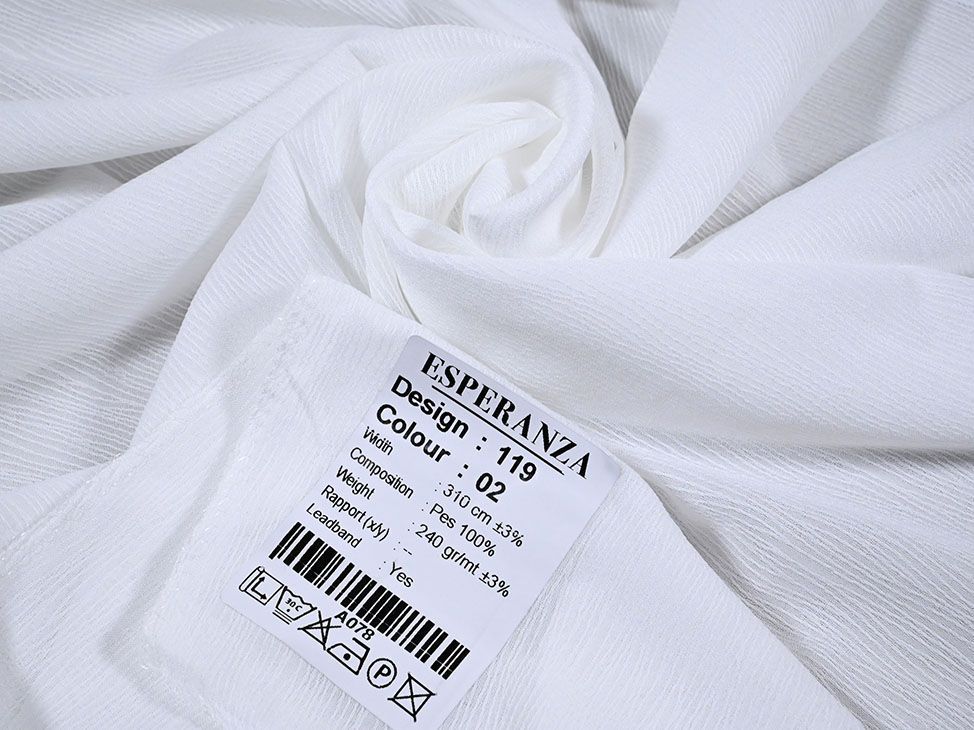 ESPERANZA
Design : 119
Colour : 02
Width : 310 cm ±3%
Composition : Pes 100%
Weight : 240 gr/mt ±3%
Rapport (x/y) : --
Leadband : Yes
A078
30C
P